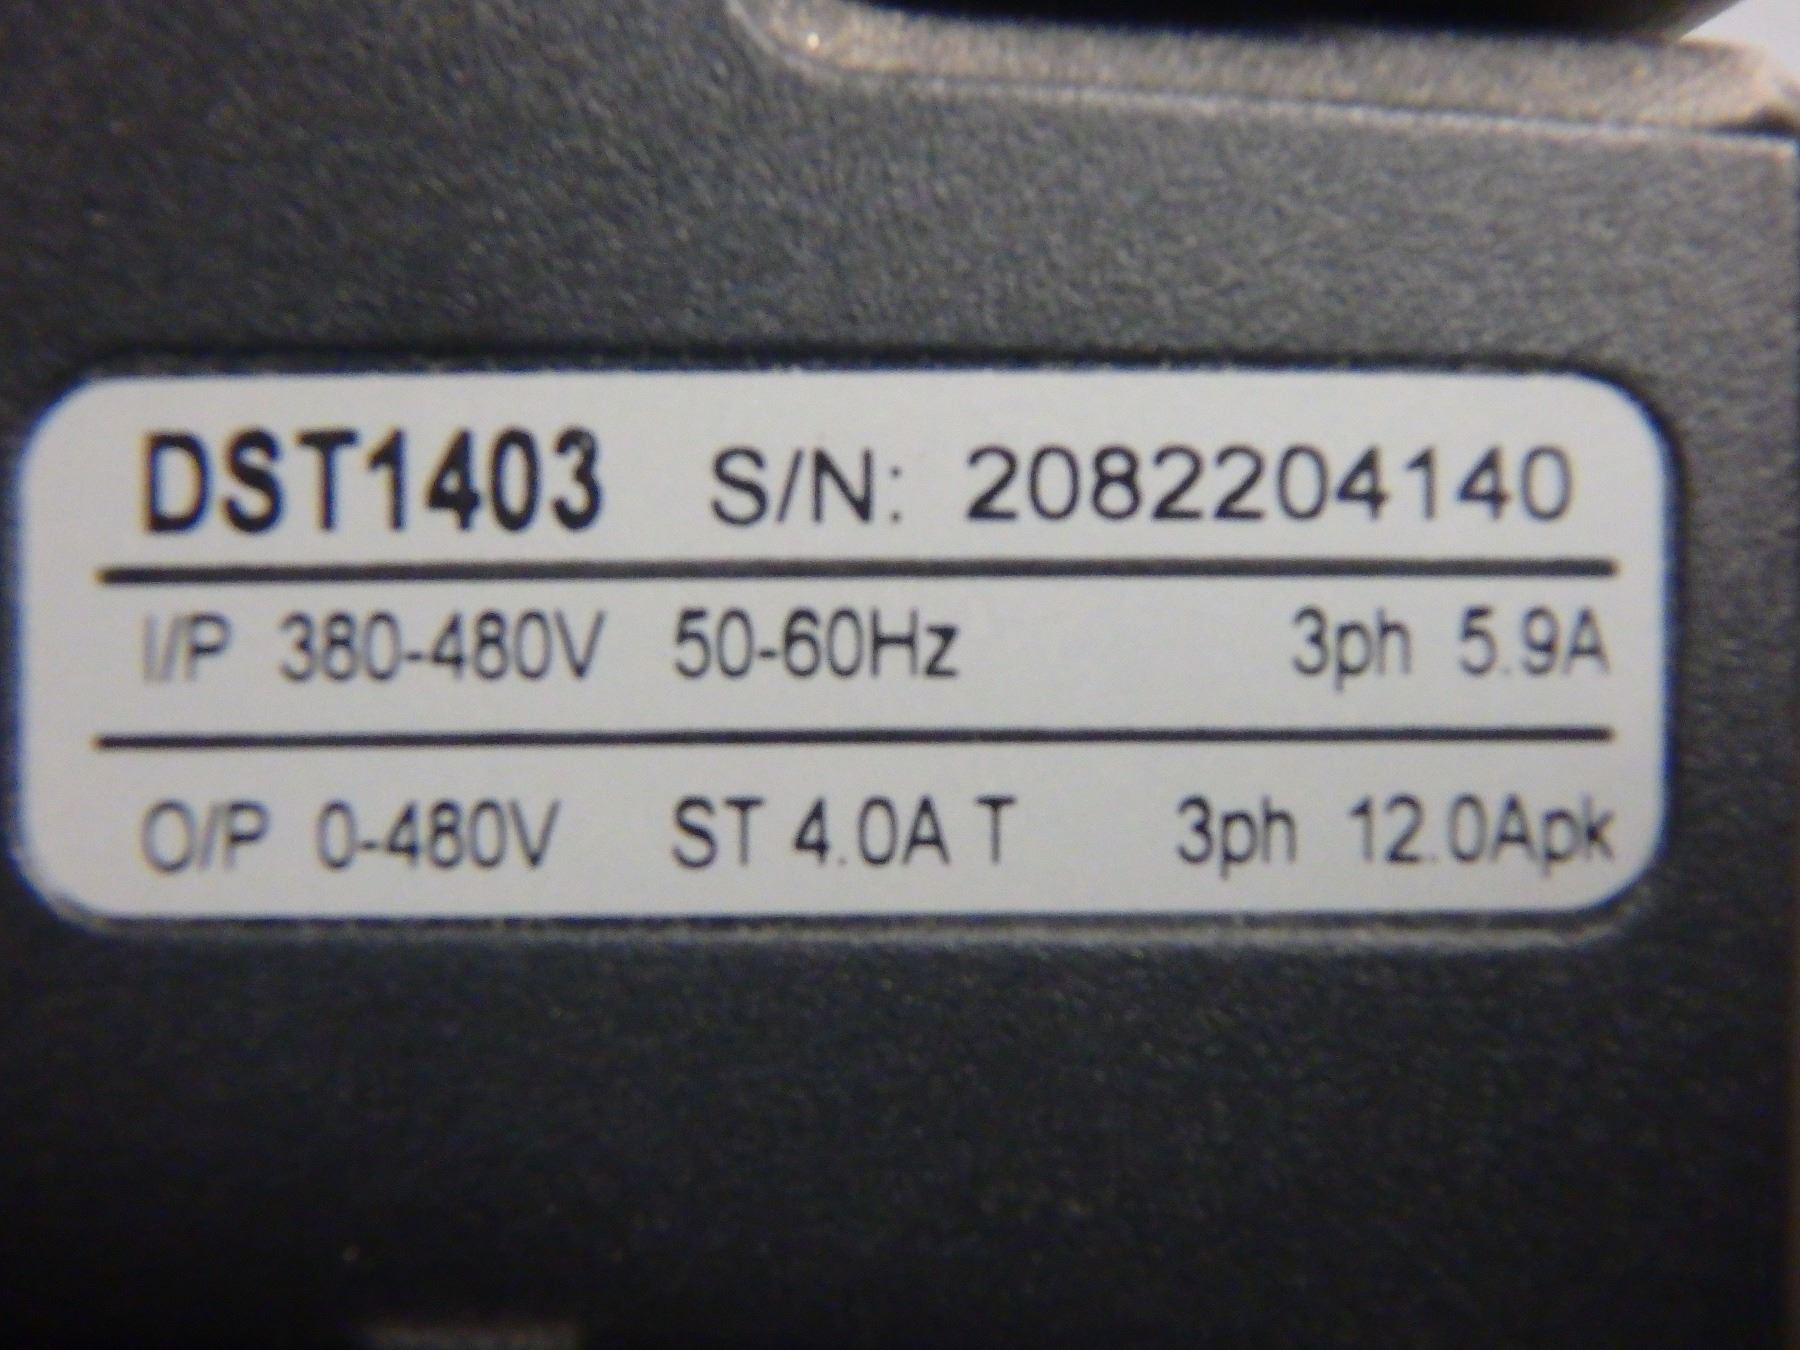 DST1403 S/N: 2082204140
I/P 380-480V 50-60Hz 3ph 5.9A
O/P 0-480V ST 4.0A T 3ph 12.0Apk